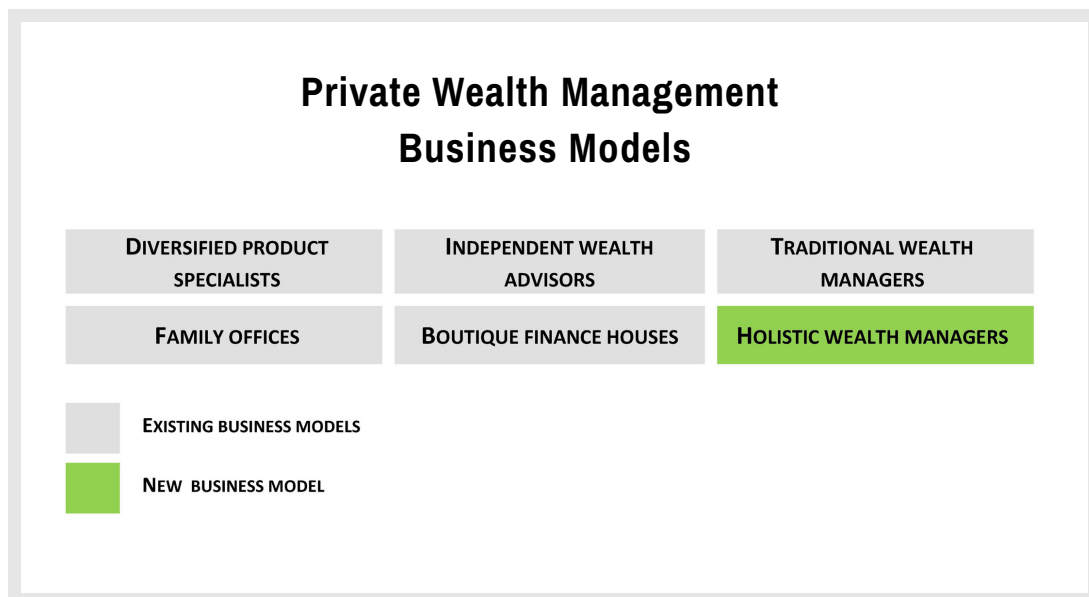 Private Wealth Management
Business Models
DIVERSIFIED PRODUCT
SPECIALISTS
INDEPENDENT WEALTH
ADVISORS
TRADITIONAL WEALTH
MANAGERS
FAMILY OFFICES
BOUTIQUE FINANCE HOUSES
HOLISTIC WEALTH MANAGERS
EXISTING BUSINESS MODELS
NEW BUSINESS MODEL